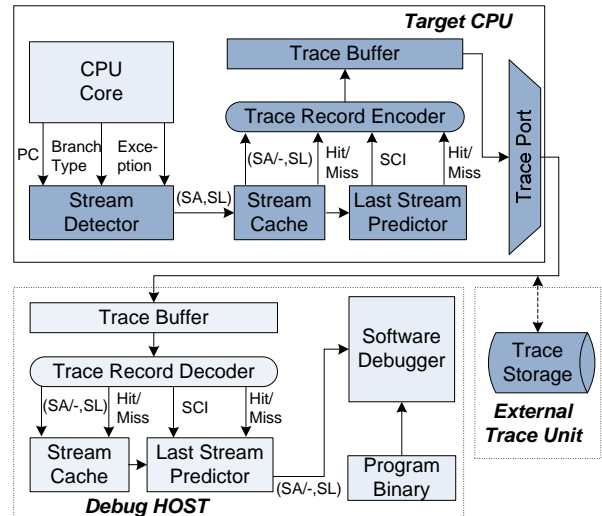 Target CPU
CPU
Core
Trace Buffer
Trace Record Encoder
PC
Branch
Type
Exce-
ption
(SA/-,SL)
Hit/
Miss
SCI
Hit/
Miss
Stream
Detector
(SA,SL)
Stream
Cache
Last Stream
Predictor
Trace Port
Trace Buffer
Trace Record Decoder
(SA/-,SL)
Hit/
Miss
SCI
Hit/
Miss
Stream
Cache
Last Stream
Predictor
(SA/-,SL)
Software
Debugger
Program
Binary
Debug HOST
Trace
Storage
External
Trace Unit